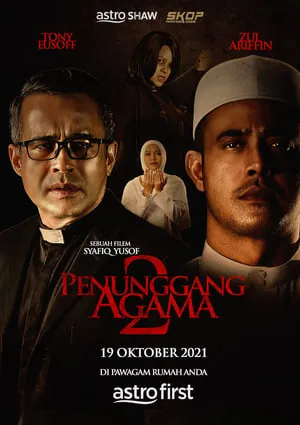 astro SHAW SKOP
TONY EUSOFF
ZUL ARIFFIN
SEBUAH FILEM
SYAFIQ YUSOF
PENUNGGANG
AGAMA
2
19 OKTOBER 2021
DI PAWAGAM RUMAH ANDA
astro first